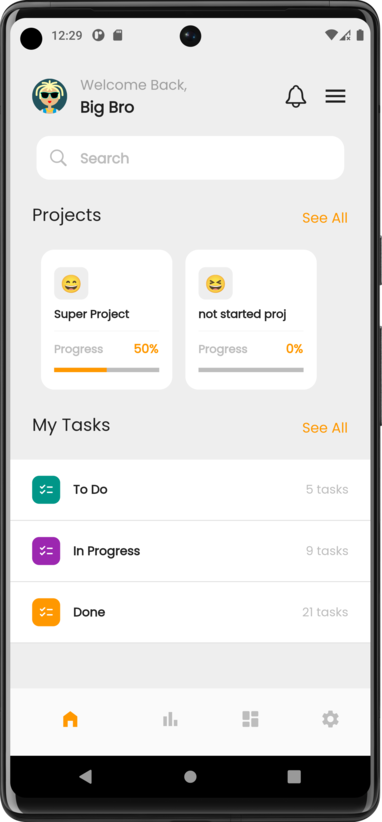 12:29
Welcome Back,
Big Bro
Search
Projects
See All
Super Project
not started proj
Progress 50%
Progress 0%
My Tasks
See All
To Do 5 tasks
In Progress 9 tasks
Done 21 tasks